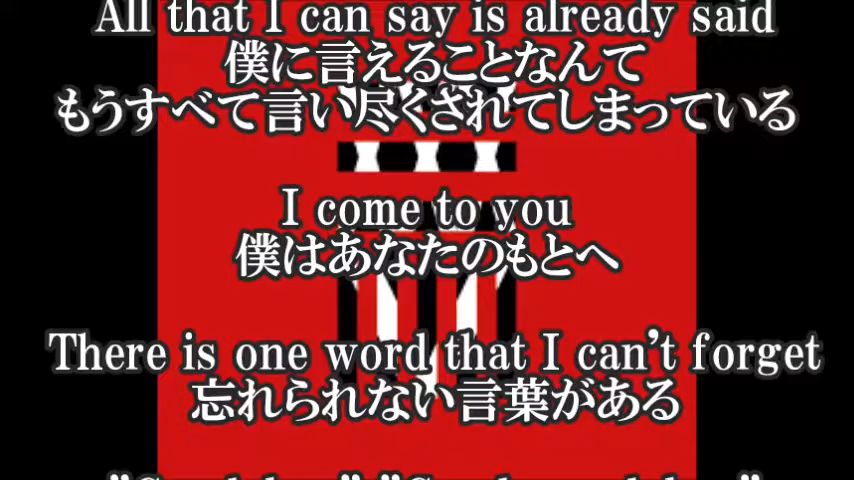 All that I can say is already said
僕に言えることなんて
もうすべて言い尽くされてしまっている
I come to you
僕はあなたのもとへ
There is one word that I can't forget
忘れられない言葉がある